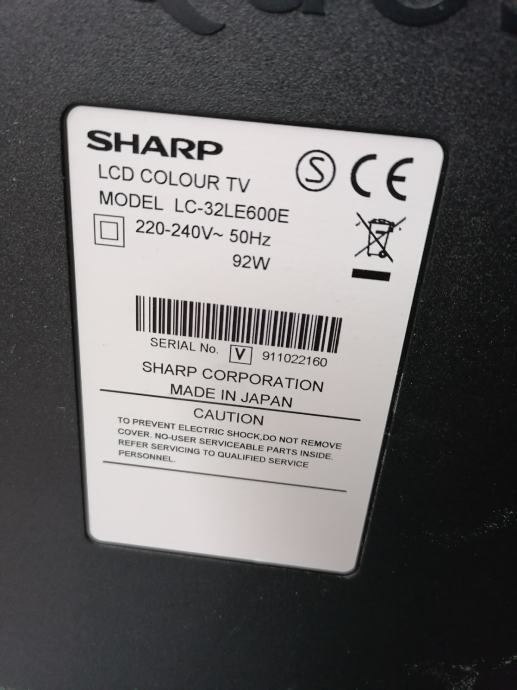 SHARP
LCD COLOUR TV
MODEL LC-32LE600E
220-240V~ 50Hz
92W
S
CE
SERIAL No. V 911022160
SHARP CORPORATION
MADE IN JAPAN
CAUTION
TO PREVENT ELECTRIC SHOCK,DO NOT REMOVE
COVER. NO-USER SERVICEABLE PARTS INSIDE.
REFER SERVICING TO QUALIFIED SERVICE
PERSONNEL.